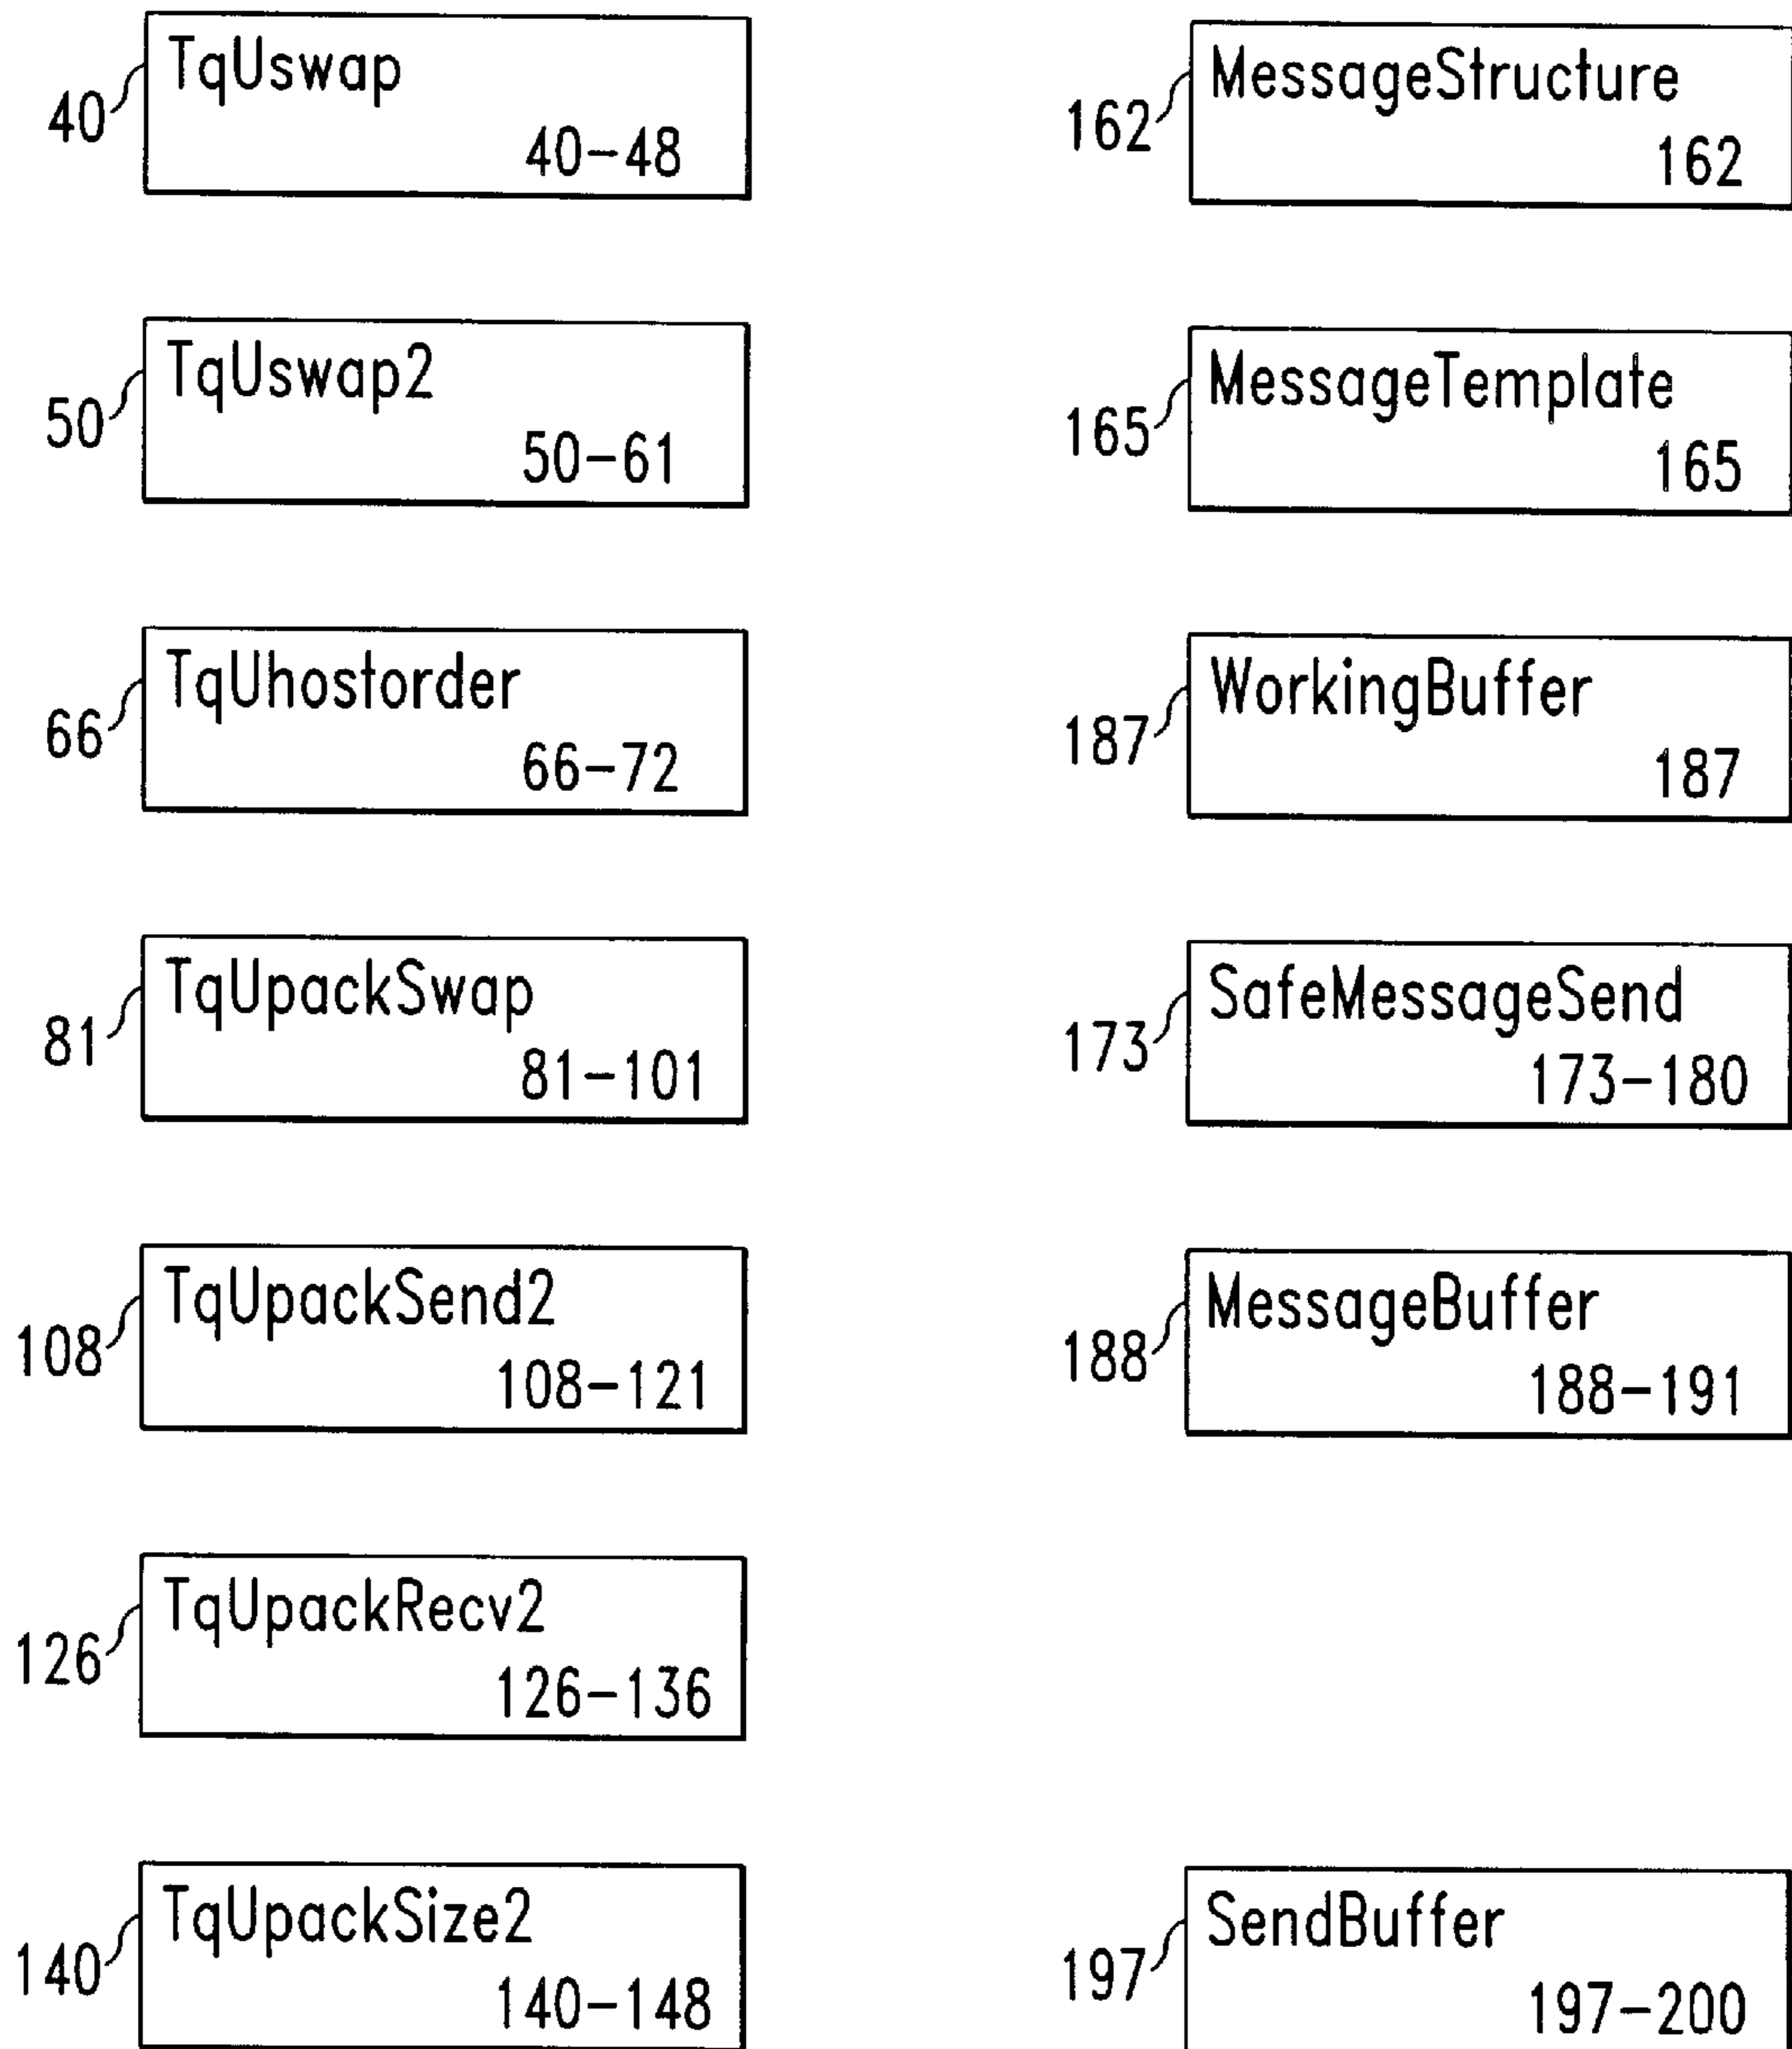 40
TqUswap
40-48
50
TqUswap2
50-61
66
TqUhostorder
66-72
81
TqUpackSwap
81-101
108
TqUpackSend2
108-121
126
TqUpackRecv2
126-136
140
TqUpackSize2
140-148
162
MessageStructure
162
165
MessageTemplate
165
187
WorkingBuffer
187
173
SafeMessageSend
173-180
188
MessageBuffer
188-191
197
SendBuffer
197-200